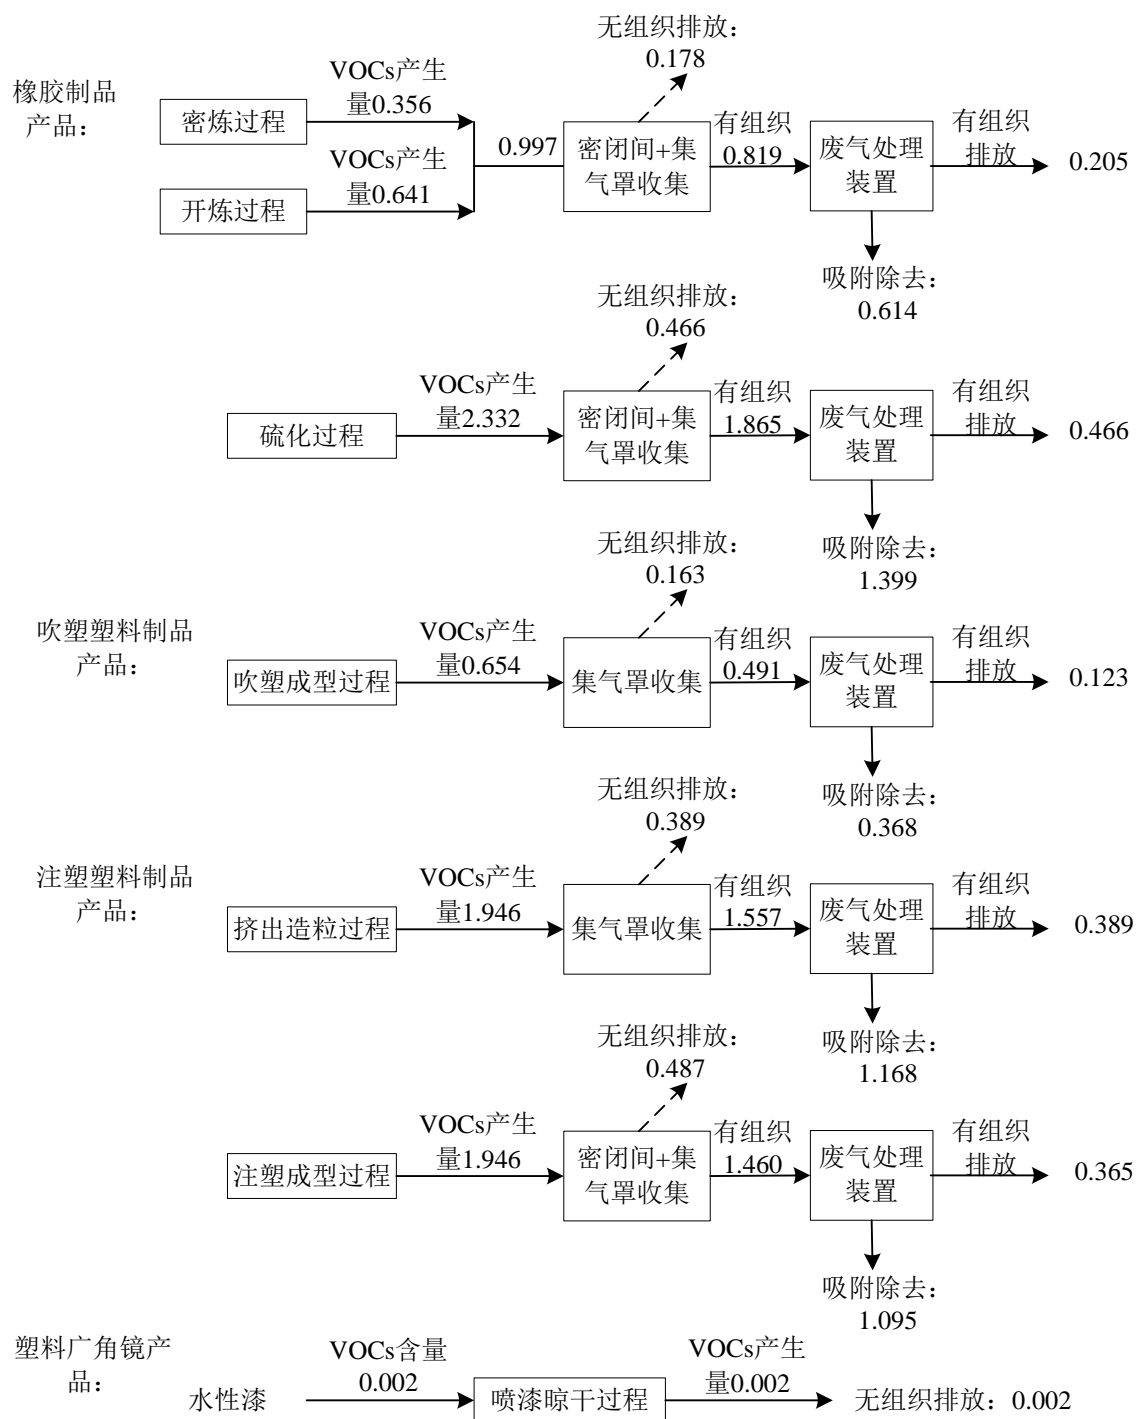 无组织排放：
0.178
橡胶制品
产品：
VOCs产生
量0.356
密炼过程
0.997
密闭间+集
气罩收集
有组织
0.819
废气处理
装置
有组织
排放
0.205
VOCs产生
量0.641
开炼过程
吸附除去：
0.614
无组织排放：
0.466
VOCs产生
量2.332
硫化过程
密闭间+集
气罩收集
有组织
1.865
废气处理
装置
有组织
排放
0.466
吸附除去：
1.399
无组织排放：
0.163
吹塑塑料制品
产品：
VOCs产生
量0.654
吹塑成型过程
集气罩收集
有组织
0.491
废气处理
装置
有组织
排放
0.123
吸附除去：
0.368
无组织排放：
0.389
注塑塑料制品
产品：
VOCs产生
量1.946
挤出造粒过程
集气罩收集
有组织
1.557
废气处理
装置
有组织
排放
0.389
吸附除去：
1.168
无组织排放：
0.487
VOCs产生
量1.946
注塑成型过程
密闭间+集
气罩收集
有组织
1.460
废气处理
装置
有组织
排放
0.365
吸附除去：
1.095
塑料广角镜产
品：
水性漆
VOCs含量
0.002
喷漆晾干过程
VOCs产生
量0.002
无组织排放：0.002